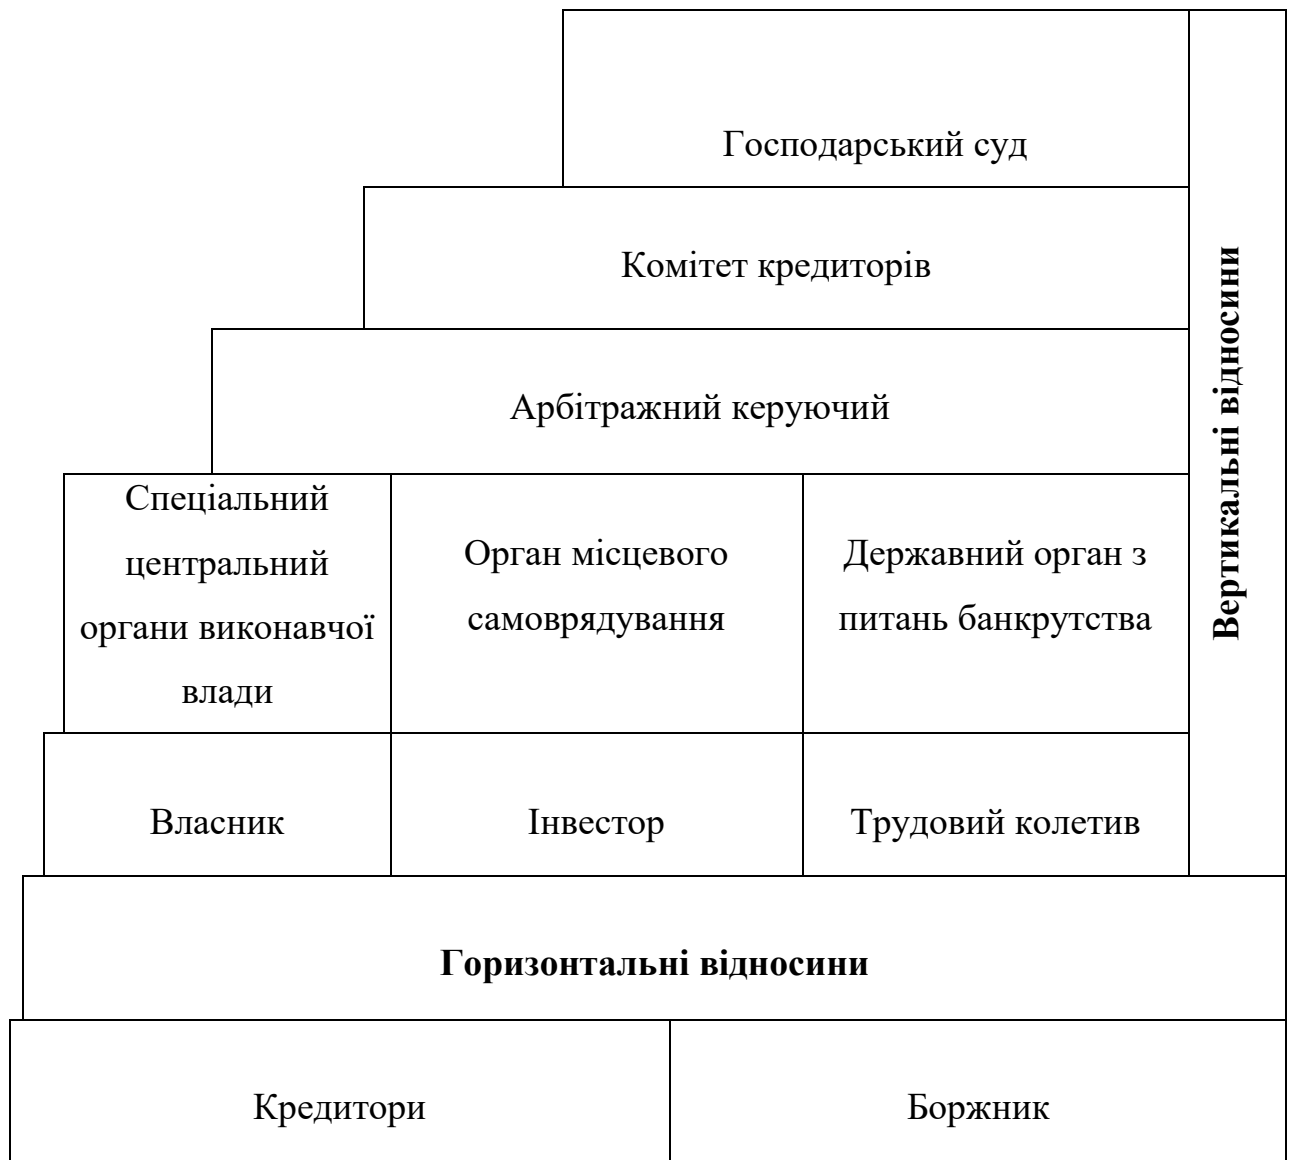 Господарський суд
Комітет кредиторів
Арбітражний керуючий
Спеціальний
центральний
органи виконавчої
влади
Орган місцевого
самоврядування
Державний орган з
питань банкрутства
Вертикальні відносини
Власник
Інвестор
Трудовий колетив
Горизонтальні відносини
Кредитори
Боржник